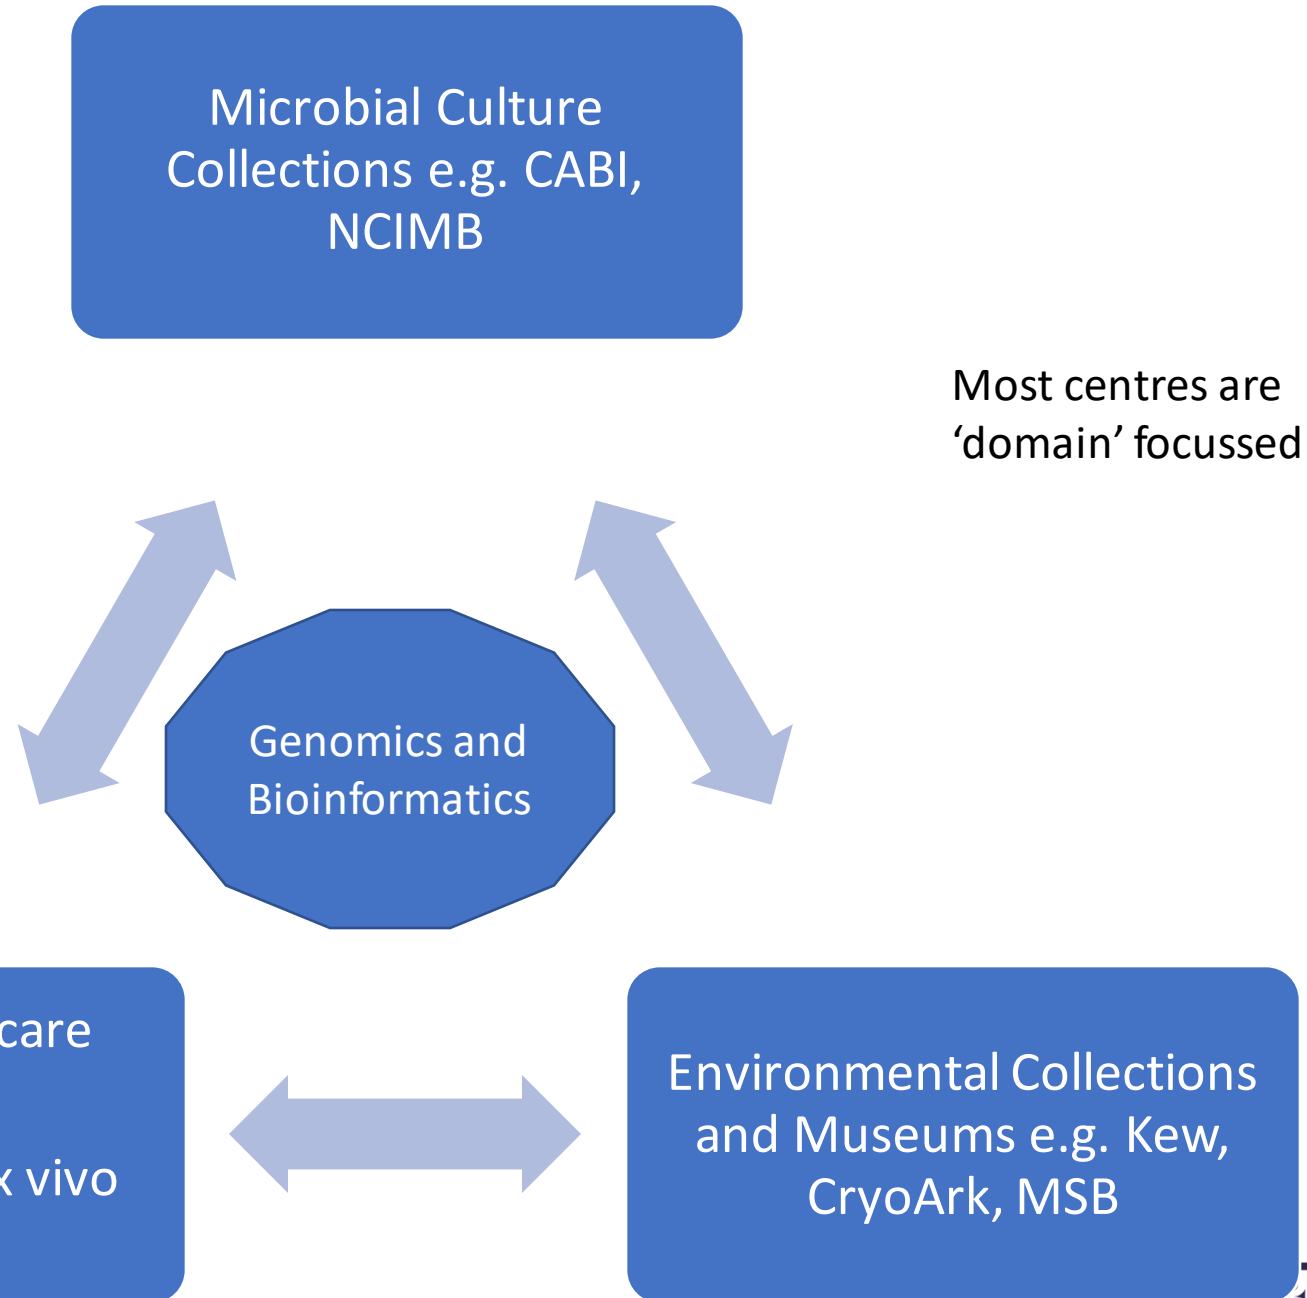 Microbial Culture
Collections e.g. CABI,
NCIMB
Most centres are
‘domain’ focussed
Genomics and
Bioinformatics
care
vivo
Environmental Collections
and Museums e.g. Kew,
CryoArk, MSB